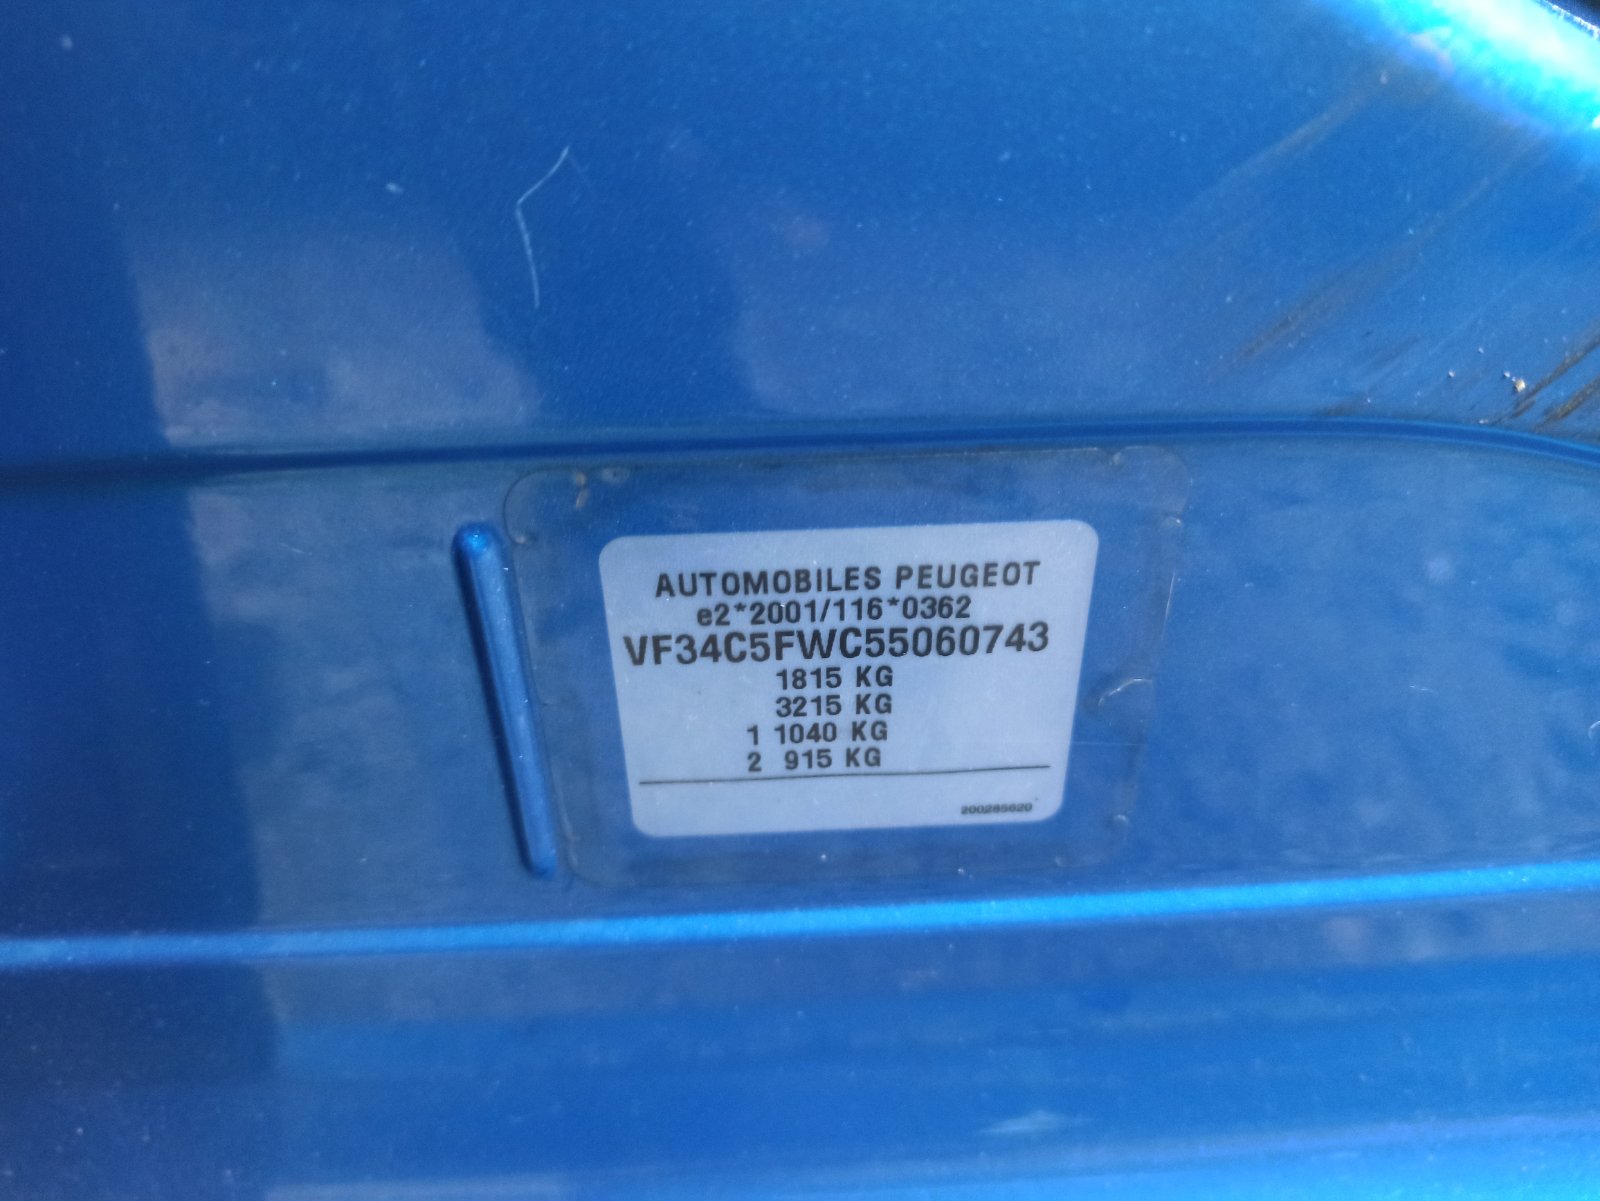 AUTOMOBILES PEUGEOT
e2*2001/116*0362
VF34C5FWC55060743
1815 KG
3215 KG
1 1040 KG
2 915 KG
200285620